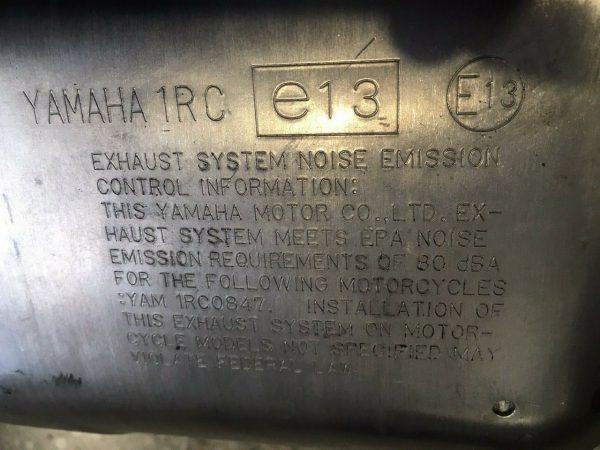 YAMAHA 1RC e13 E13
EXHAUST SYSTEM NOISE EMISSION
CONTROL INFORMATION:
THIS YAMAHA MOTOR CO.,LTD. EX-
HAUST SYSTEM MEETS EPA NOISE
EMISSION REQUIREMENTS OF 80 dBA
FOR THE FOLLOWING MOTORCYCLES
:YAM 1RC0847. INSTALLATION OF
THIS EXHAUST SYSTEM ON MOTOR-
CYCLE MODELS NOT SPECIFIED MAY
VIOLATE FEDERAL LAW.